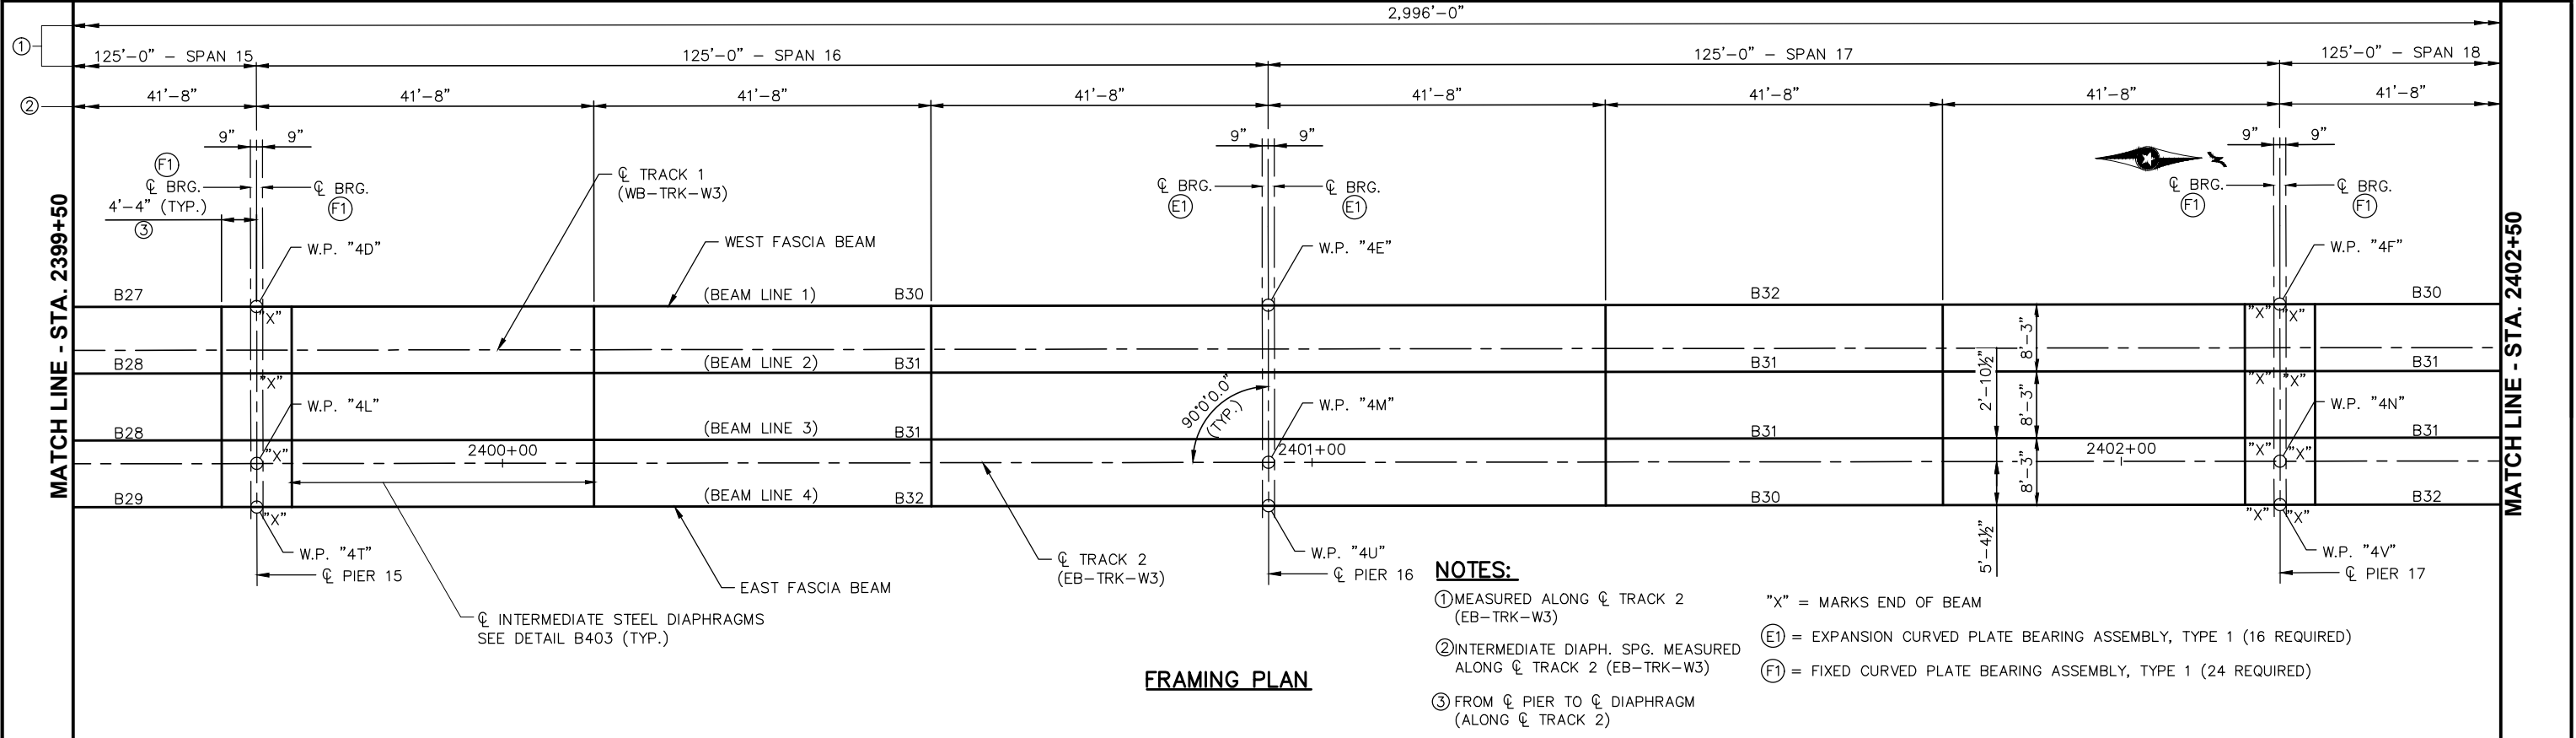 2,996'-0"
①
125'-0" - SPAN 15
125'-0" - SPAN 16
125'-0" - SPAN 17
125'-0" - SPAN 18
②
41'-8"
41'-8"
41'-8"
41'-8"
41'-8"
41'-8"
41'-8"
41'-8"
9" 9"
9" 9"
9" 9"
F1
℄ BRG.
℄ BRG.
F1
4'-4" (TYP.)
③
℄ TRACK 1
(WB-TRK-W3)
℄ BRG.
E1
℄ BRG.
E1
℄ BRG.
F1
℄ BRG.
F1
W.P. "4D"
WEST FASCIA BEAM
W.P. "4E"
W.P. "4F"
MATCH LINE - STA. 2399+50
MATCH LINE - STA. 2402+50
B27
(BEAM LINE 1)
B30
B32
B30
"X"
"X"
"X"
8'-3"
B28
(BEAM LINE 2)
B31
B31
B31
"X"
"X"
"X"
W.P. "4L"
90°0'0.0"
(TYP.)
W.P. "4M"
2'-10½"
8'-3"
W.P. "4N"
B28
(BEAM LINE 3)
B31
B31
B31
"X"
2400+00
2401+00
2402+00
"X"
"X"
8'-3"
B29
(BEAM LINE 4)
B32
B30
B32
"X"
"X"
"X"
5'-4½"
W.P. "4T"
℄ PIER 15
℄ TRACK 2
(EB-TRK-W3)
W.P. "4U"
℄ PIER 16
W.P. "4V"
℄ PIER 17
EAST FASCIA BEAM
℄ INTERMEDIATE STEEL DIAPHRAGMS
SEE DETAIL B403 (TYP.)
FRAMING PLAN
NOTES:
① MEASURED ALONG ℄ TRACK 2
(EB-TRK-W3)
② INTERMEDIATE DIAPH. SPG. MEASURED
ALONG ℄ TRACK 2 (EB-TRK-W3)
③ FROM ℄ PIER TO ℄ DIAPHRAGM
(ALONG ℄ TRACK 2)
"X" = MARKS END OF BEAM
E1 = EXPANSION CURVED PLATE BEARING ASSEMBLY, TYPE 1 (16 REQUIRED)
F1 = FIXED CURVED PLATE BEARING ASSEMBLY, TYPE 1 (24 REQUIRED)